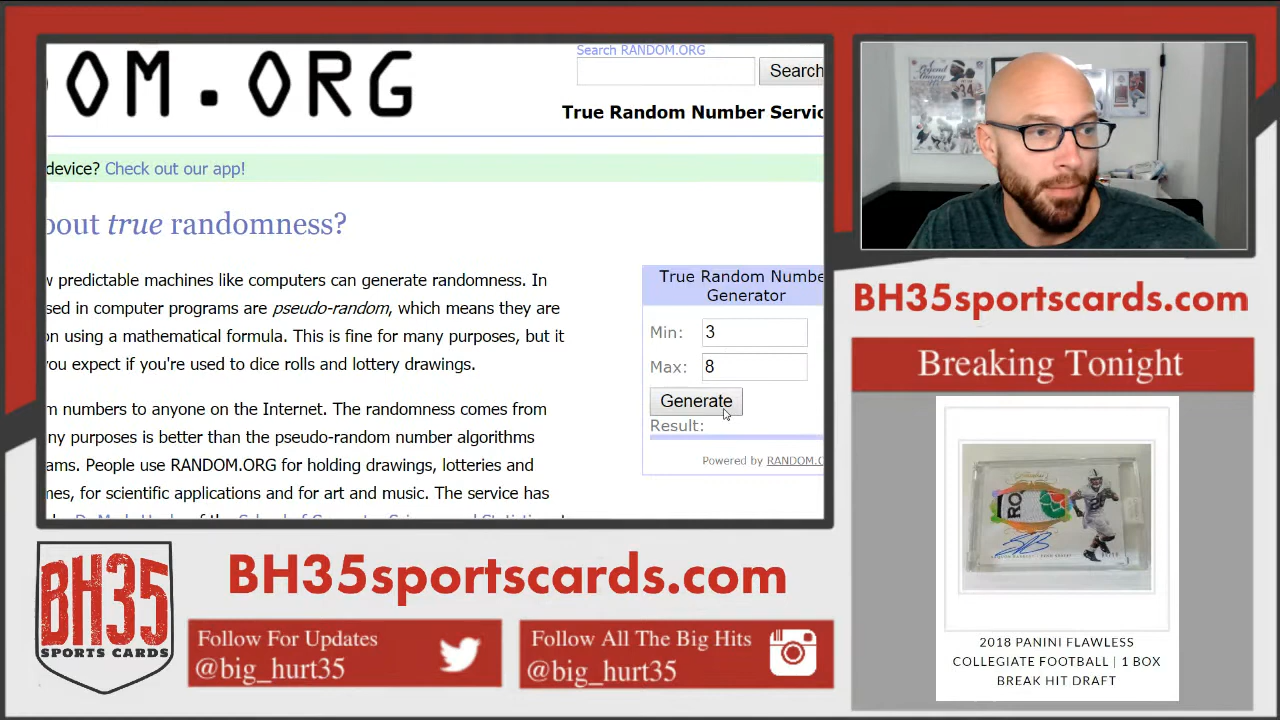 OM.ORG
Search RANDOM.ORG
Search
True Random Number Servic
device? Check out our app!
bout true randomness?
w predictable machines like computers can generate randomness. In
sed in computer programs are pseudo-random, which means they are
on using a mathematical formula. This is fine for many purposes, but it
you expect if you're used to dice rolls and lottery drawings.
m numbers to anyone on the Internet. The randomness comes from
ny purposes is better than the pseudo-random number algorithms
ams. People use RANDOM.ORG for holding drawings, lotteries and
mes, for scientific applications and for art and music. The service has
True Random Numbe
Generator
Min: 3
Max: 8
Generate
Result:
Powered by RANDOM.O
34
BH35sportscards.com
Breaking Tonight
2018 PANINI FLAWLESS
COLLEGIATE FOOTBALL | 1 BOX
BREAK HIT DRAFT
BH35
SPORTS CARDS
BH35sportscards.com
Follow For Updates
@big_hurt35
Follow All The Big Hits
@big_hurt35